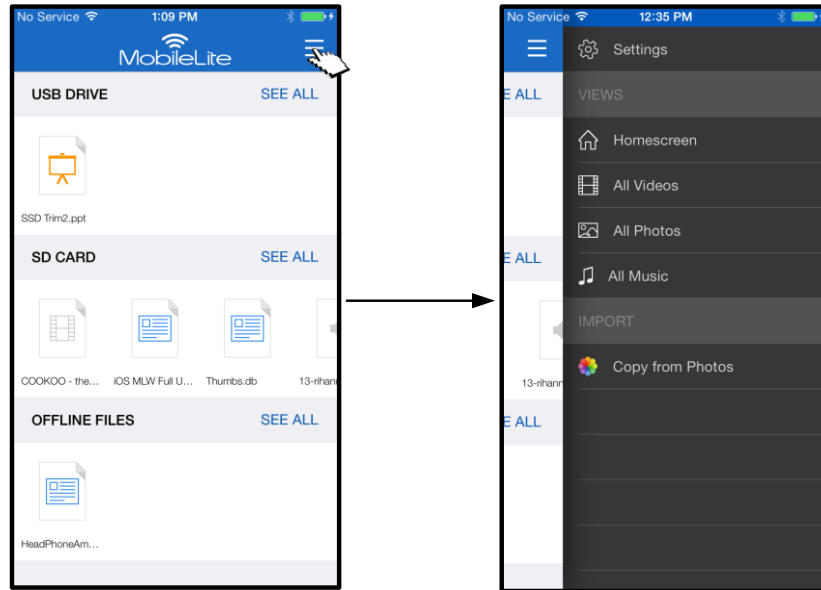 No Service 1:09 PM
MobileLite
USB DRIVE SEE ALL
SSD Trim2.ppt
SD CARD SEE ALL
COOKOO - the... iOS MLW Full U... Thumbs.db 13-rihann
OFFLINE FILES SEE ALL
HeadPhoneAm...
No Service 12:35 PM
Settings
E ALL VIEWS
Homescreen
All Videos
All Photos
E ALL
All Music
IMPORT
Copy from Photos
13-rihann
E ALL